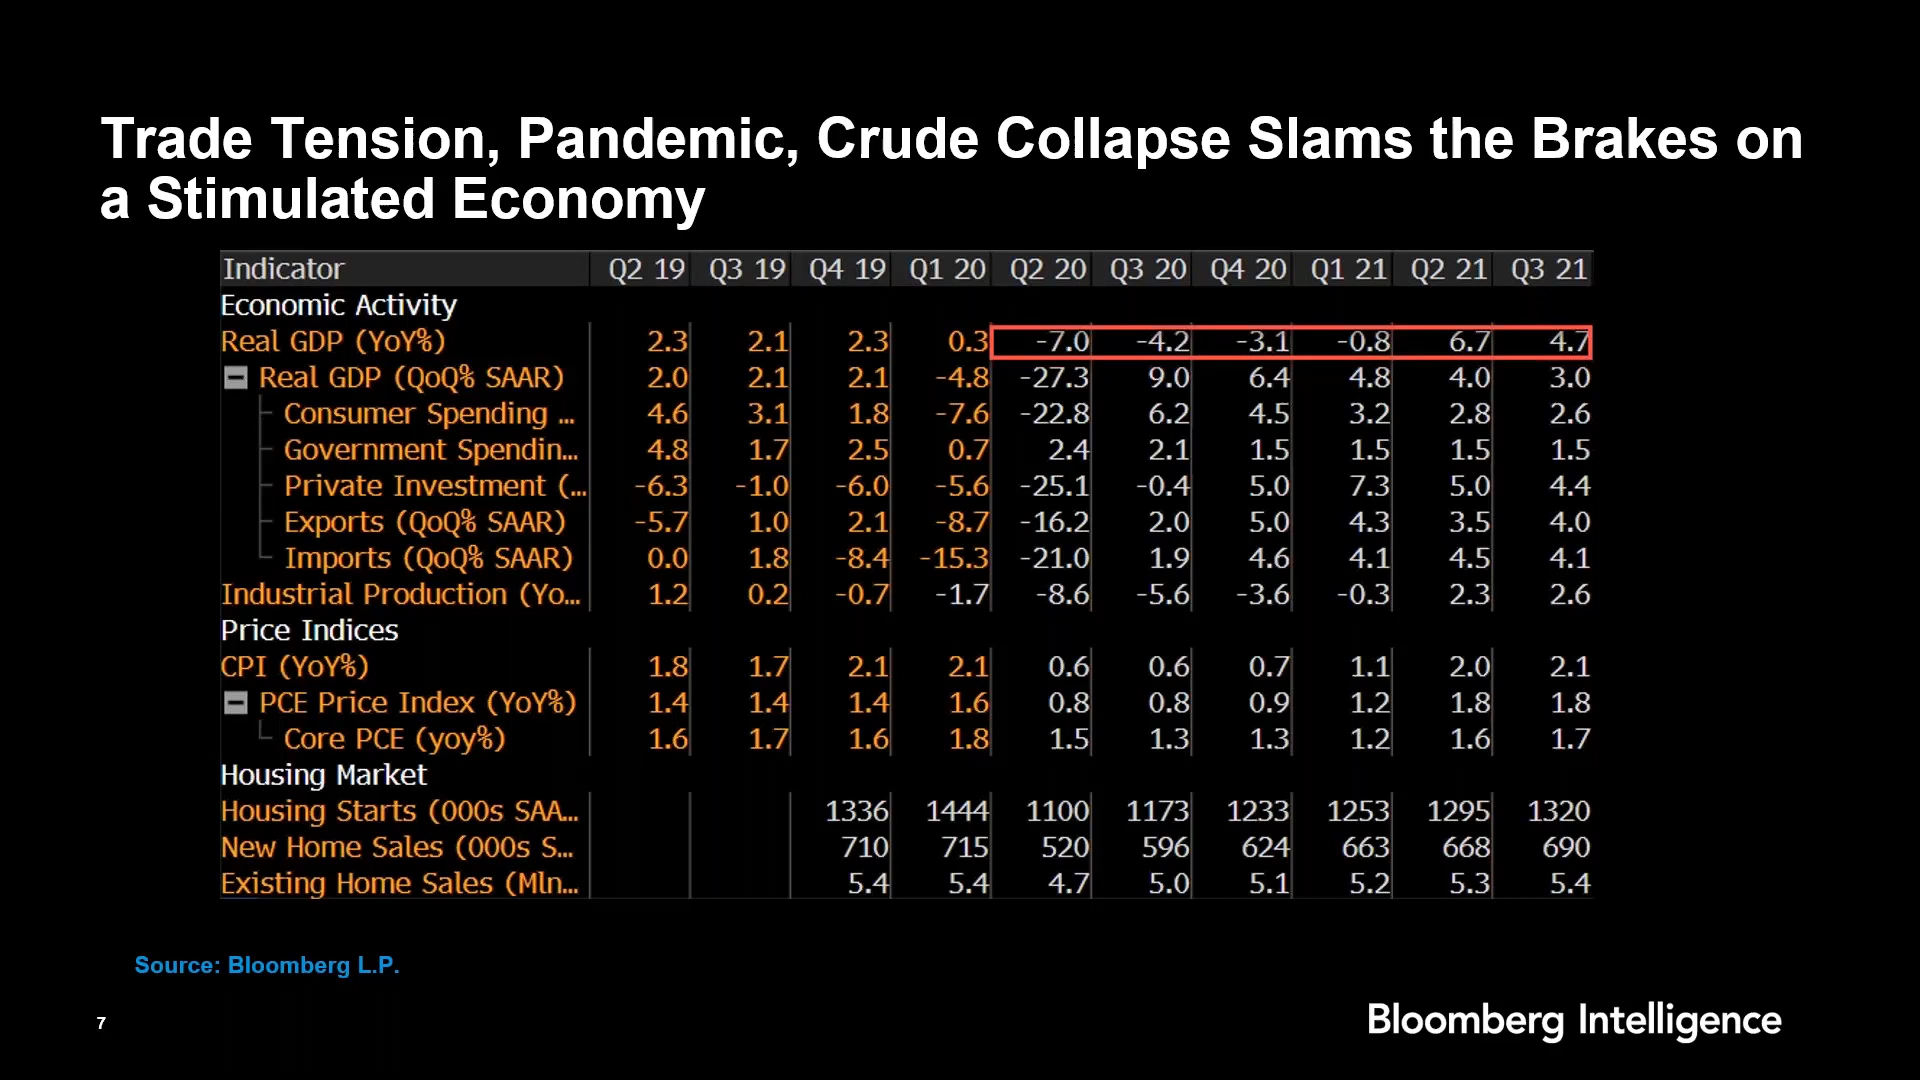 Trade Tension, Pandemic, Crude Collapse Slams the Brakes on
a Stimulated Economy
Indicator Q2 19 Q3 19 Q4 19 Q1 20 Q2 20 Q3 20 Q4 20 Q1 21 Q2 21 Q3 21
Economic Activity
Real GDP (YoY%) 2.3 2.1 2.3 0.3 -7.0 -4.2 -3.1 -0.8 6.7 4.7
Real GDP (QoQ% SAAR) 2.0 2.1 2.1 -4.8 -27.3 9.0 6.4 4.8 4.0 3.0
Consumer Spending ... 4.6 3.1 1.8 -7.6 -22.8 6.2 4.5 3.2 2.8 2.6
Government Spendin... 4.8 1.7 2.5 0.7 2.4 2.1 1.5 1.5 1.5 1.5
Private Investment (... -6.3 -1.0 -6.0 -5.6 -25.1 -0.4 5.0 7.3 5.0 4.4
Exports (QoQ% SAAR) -5.7 1.0 2.1 -8.7 -16.2 2.0 5.0 4.3 3.5 4.0
Imports (QoQ% SAAR) 0.0 1.8 -8.4 -15.3 -21.0 1.9 4.6 4.1 4.5 4.1
Industrial Production (Yo... 1.2 0.2 -0.7 -1.7 -8.6 -5.6 -3.6 -0.3 2.3 2.6
Price Indices
CPI (YoY%) 1.8 1.7 2.1 2.1 0.6 0.6 0.7 1.1 2.0 2.1
PCE Price Index (YoY%) 1.4 1.4 1.4 1.6 0.8 0.8 0.9 1.2 1.8 1.8
Core PCE (yoy%) 1.6 1.7 1.6 1.8 1.5 1.3 1.3 1.2 1.6 1.7
Housing Market
Housing Starts (000s SAA... 1336 1444 1100 1173 1233 1253 1295 1320
New Home Sales (000s S... 710 715 520 596 624 663 668 690
Existing Home Sales (Mln... 5.4 5.4 4.7 5.0 5.1 5.2 5.3 5.4
Source: Bloomberg L.P.
7
Bloomberg Intelligence